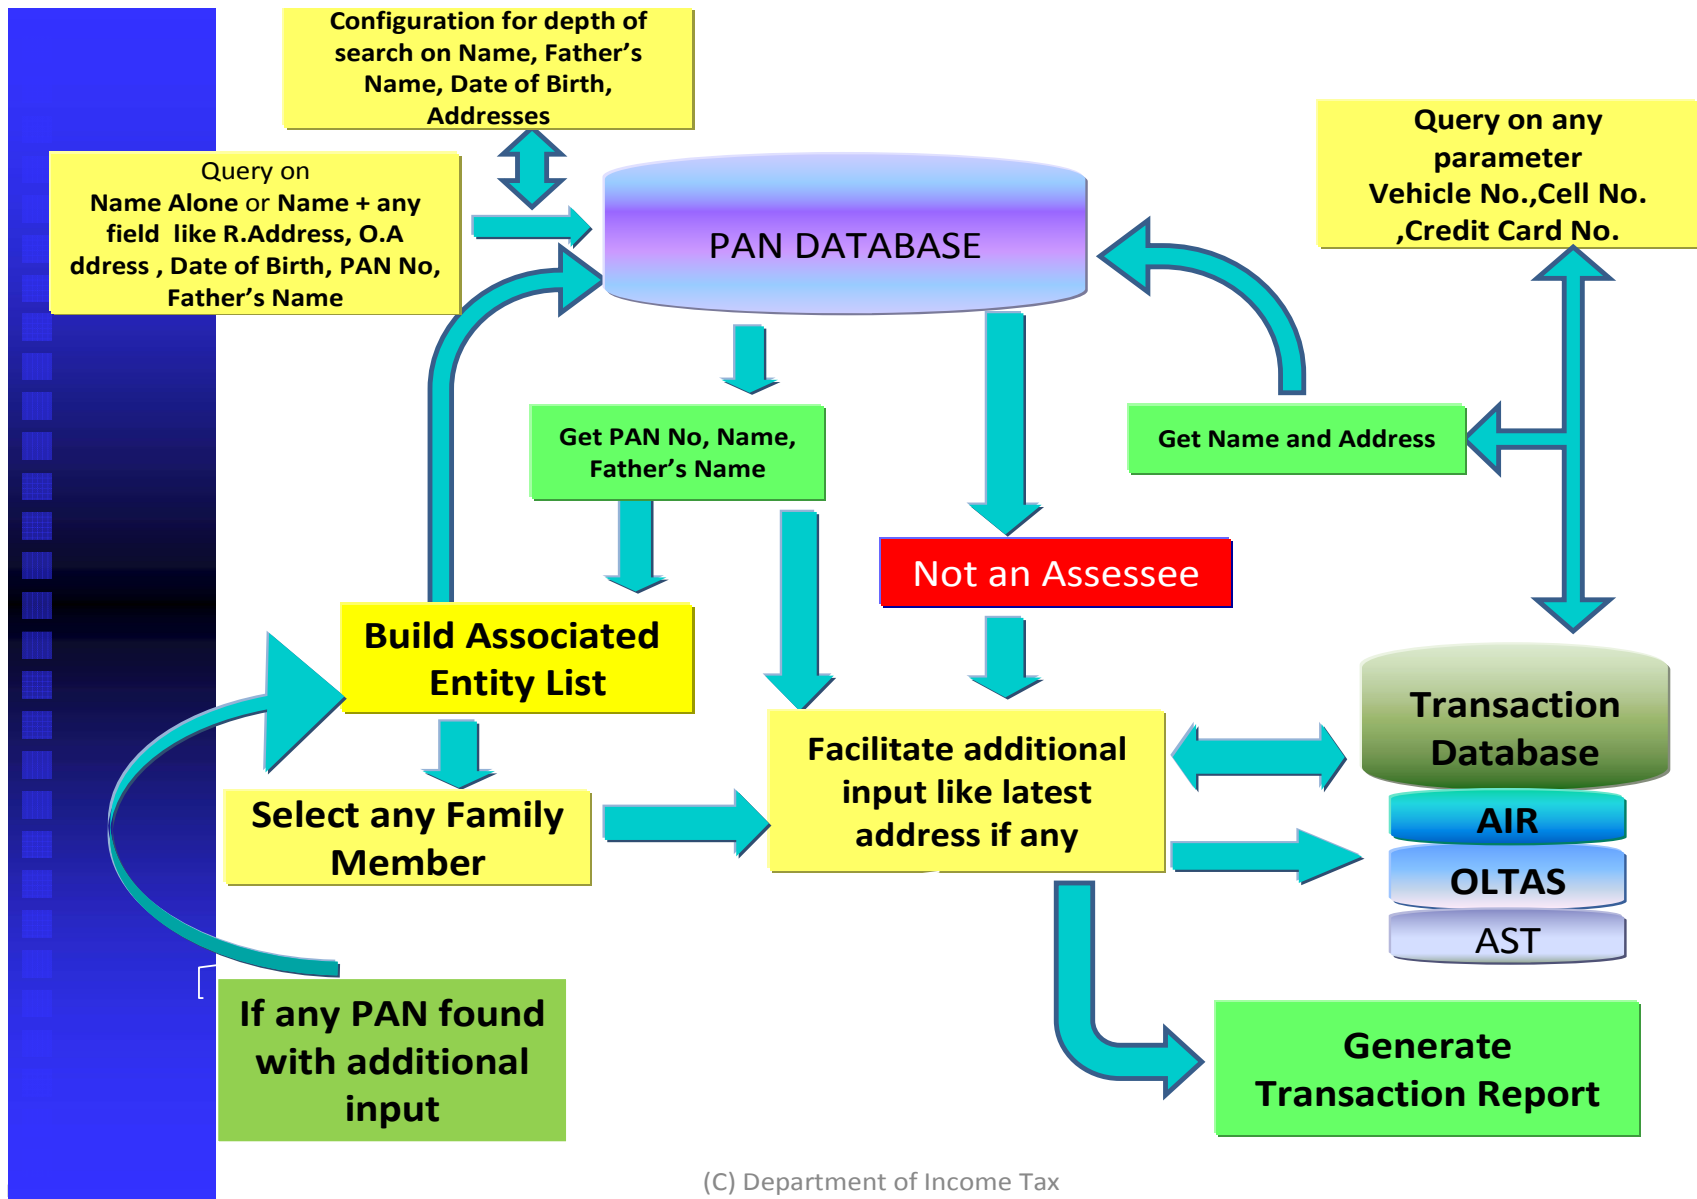 Configuration for depth of
search on Name, Father’s
Name, Date of Birth,
Addresses
Query on
Name Alone or Name + any
field like R.Address, O.A
ddress , Date of Birth, PAN No,
Father’s Name
PAN DATABASE
Query on any
parameter
Vehicle No.,Cell No.
,Credit Card No.
Get PAN No, Name,
Father’s Name
Get Name and Address
Not an Assessee
Build Associated
Entity List
Select any Family
Member
Facilitate additional
input like latest
address if any
Transaction
Database
AIR
OLTAS
AST
If any PAN found
with additional
input
Generate
Transaction Report
(C) Department of Income Tax